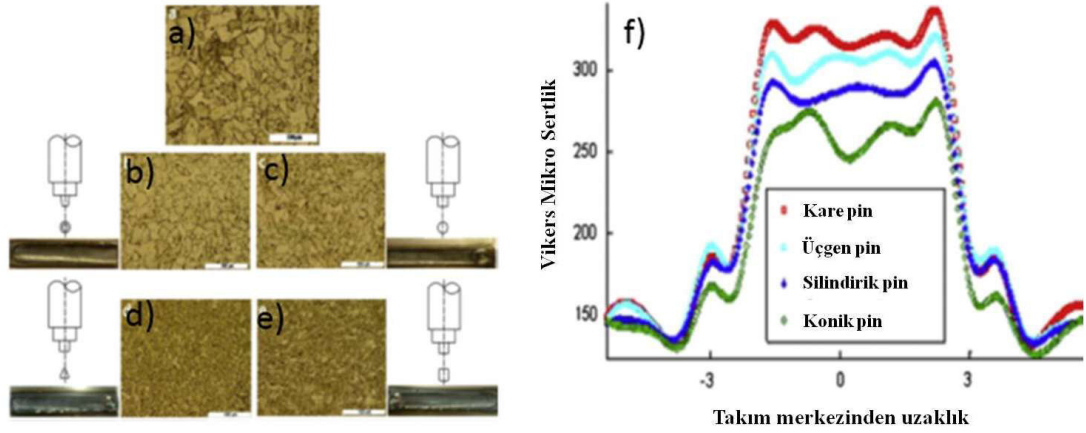 a)
b)
c)
d)
e)
f)
Vikers Mikro Sertlik
300
250
200
150
Kare pin
Üçgen pin
Silindirik pin
Konik pin
-3
0
3
Takım merkezinden uzaklık